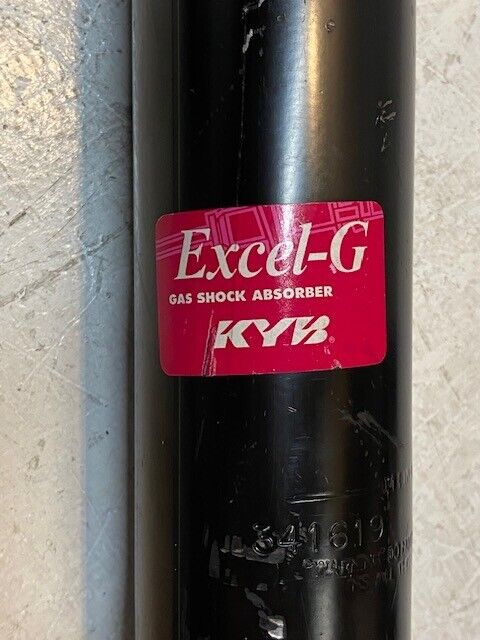 Excel-G
GAS SHOCK ABSORBER
KYB®
341619